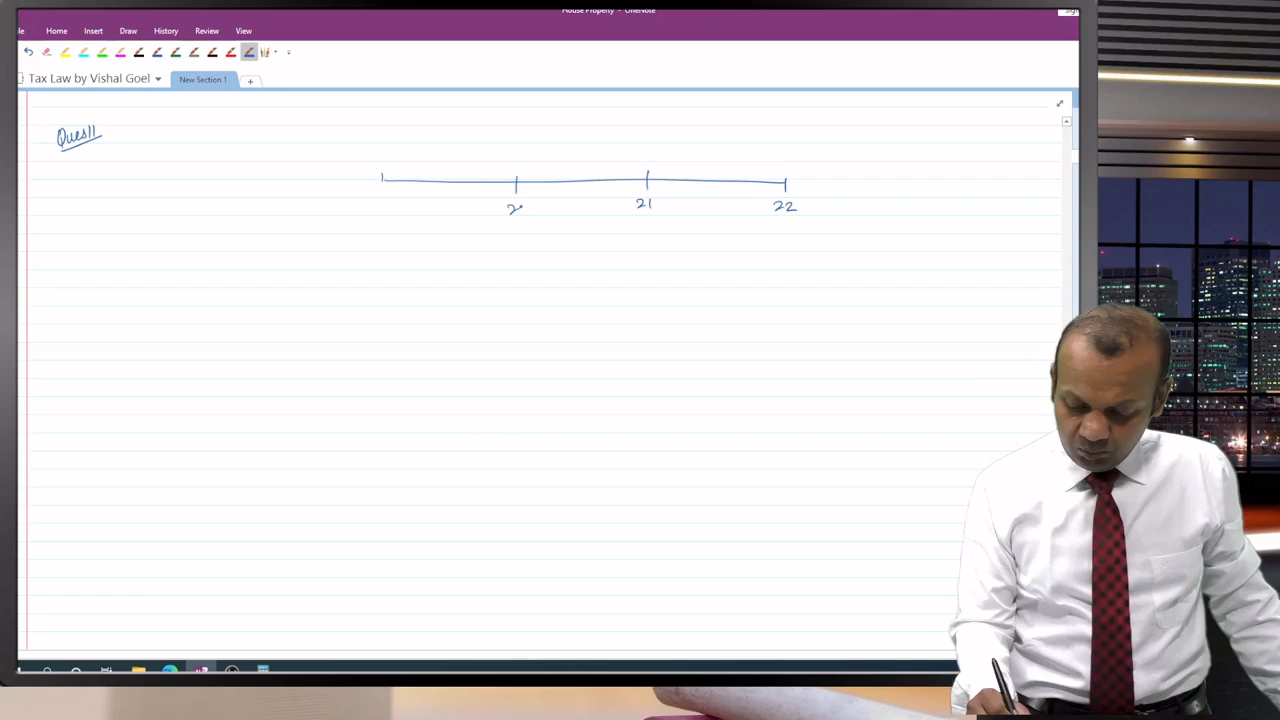 House Property - OneNote
Home Insert Draw History Review View
Tax Law by Vishal Goel New Section 1
Ques11
21 22